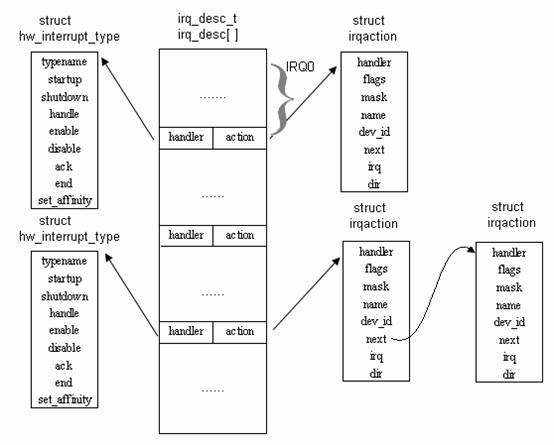 struct
hw_interrupt_type
typename
startup
shutdown
handle
enable
disable
ack
end
set_affinity
irq_desc_t
irq_desc[ ]
IRQ0
.......
handler action
......
handler action
......
handler action
......
struct
irqaction
handler
flags
mask
name
dev_id
next
irq
dir
struct
hw_interrupt_type
typename
startup
shutdown
handle
enable
disable
ack
end
set_affinity
struct
irqaction
handler
flags
mask
name
dev_id
next
irq
dir
struct
irqaction
handler
flags
mask
name
dev_id
next
irq
dir